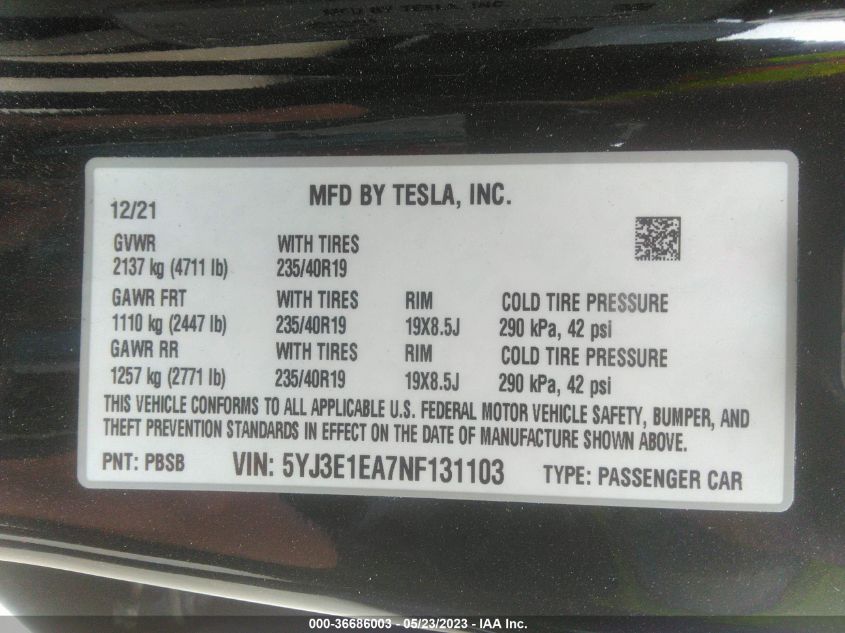 MFD BY TESLA, INC.
12/21
GVWR WITH TIRES
2137 kg (4711 lb) 235/40R19
GAWR FRT WITH TIRES RIM COLD TIRE PRESSURE
1110 kg (2447 lb) 235/40R19 19X8.5J 290 kPa, 42 psi
GAWR RR WITH TIRES RIM COLD TIRE PRESSURE
1257 kg (2771 lb) 235/40R19 19X8.5J 290 kPa, 42 psi
THIS VEHICLE CONFORMS TO ALL APPLICABLE U.S. FEDERAL MOTOR VEHICLE SAFETY, BUMPER, AND
THEFT PREVENTION STANDARDS IN EFFECT ON THE DATE OF MANUFACTURE SHOWN ABOVE.
PNT: PBSB VIN: 5YJ3E1EA7NF131103 TYPE: PASSENGER CAR
000-36686003 - 05/23/2023 - IAA Inc.